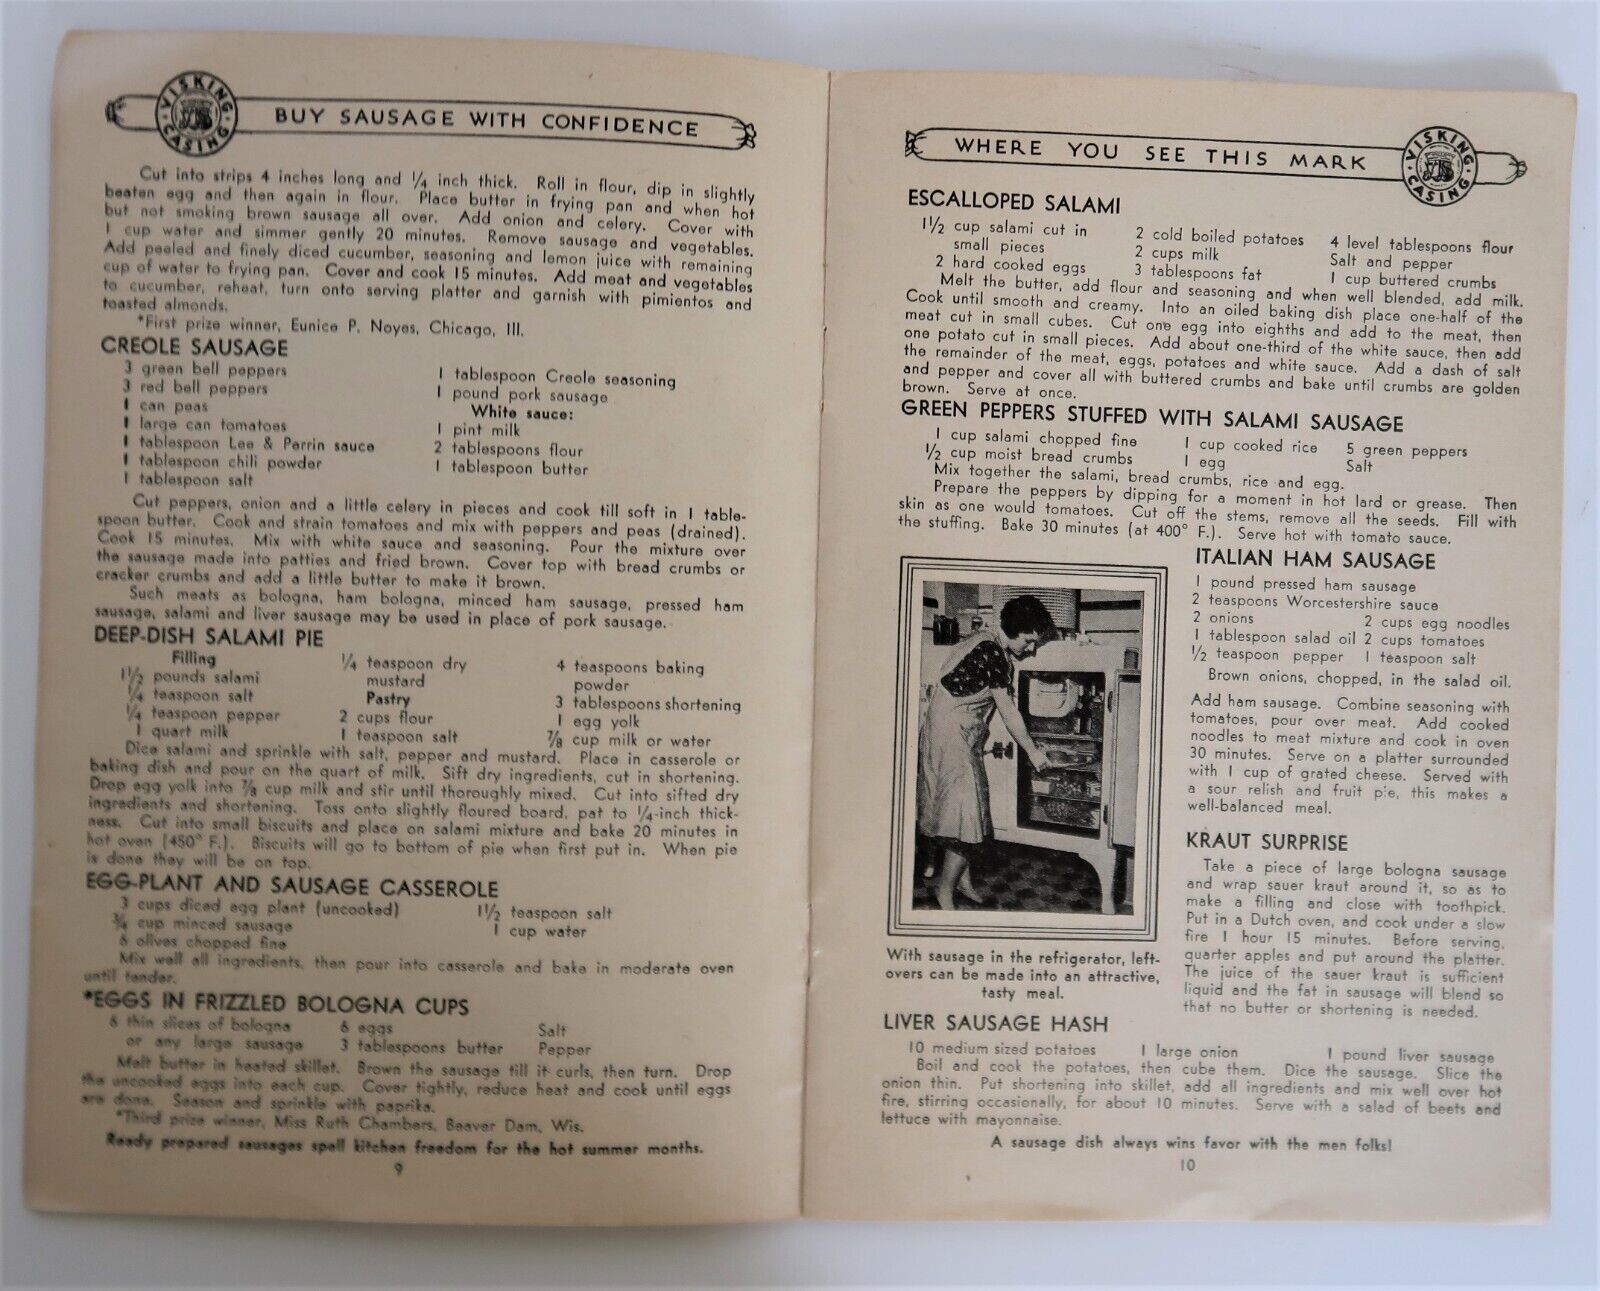 VISKING CASING
BUY SAUSAGE WITH CONFIDENCE
Cut into strips 4 inches long and 1/4 inch thick. Roll in flour, dip in slightly
beaten egg and then again in flour. Place butter in frying pan and when hot
but not smoking brown sausage all over. Add onion and celery. Cover with
1 cup water and simmer gently 20 minutes. Remove sausage and vegetables.
Add peeled and finely diced cucumber, seasoning and lemon juice with remaining
cup of water to frying pan. Cover and cook 15 minutes. Add meat and vegetables
to cucumber, reheat, turn onto serving platter and garnish with pimientos and
toasted almonds.
*First prize winner, Eunice P. Noyes, Chicago, Ill.
CREOLE SAUSAGE
3 green bell peppers
3 red bell peppers
1 can peas
1 large can tomatoes
1 tablespoon Lee & Perrin sauce
1 tablespoon chili powder
1 tablespoon salt
1 tablespoon Creole seasoning
1 pound pork sausage
White sauce:
1 pint milk
2 tablespoons flour
1 tablespoon butter
Cut peppers, onion and a little celery in pieces and cook till soft in 1 table-
spoon butter. Cook and strain tomatoes and mix with peppers and peas (drained).
Cook 15 minutes. Mix with white sauce and seasoning. Pour the mixture over
the sausage made into patties and fried brown. Cover top with bread crumbs or
cracker crumbs and add a little butter to make it brown.
Such meats as bologna, ham bologna, minced ham sausage, pressed ham
sausage, salami and liver sausage may be used in place of pork sausage.
DEEP-DISH SALAMI PIE
Filling
1 1/2 pounds salami
1/4 teaspoon salt
1/4 teaspoon pepper
1 quart milk
1/4 teaspoon dry
mustard
Pastry
2 cups flour
1 teaspoon salt
4 teaspoons baking
powder
3 tablespoons shortening
1 egg yolk
7/8 cup milk or water
Dice salami and sprinkle with salt, pepper and mustard. Place in casserole or
baking dish and pour on the quart of milk. Sift dry ingredients, cut in shortening.
Drop egg yolk into 7/8 cup milk and stir until thoroughly mixed. Cut into sifted dry
ingredients and shortening. Toss onto slightly floured board, pat to 1/4-inch thick-
ness. Cut into small biscuits and place on salami mixture and bake 20 minutes in
hot oven (450° F.). Biscuits will go to bottom of pie when first put in. When pie
is done they will be on top.
EGG-PLANT AND SAUSAGE CASSEROLE
3 cups diced egg plant (uncooked)
3/4 cup minced sausage
6 olives chopped fine
1 1/2 teaspoon salt
1 cup water
Mix well all ingredients, then pour into casserole and bake in moderate oven
until tender.
*EGGS IN FRIZZLED BOLOGNA CUPS
6 thin slices of bologna
or any large sausage
6 eggs
3 tablespoons butter
Salt
Pepper
Melt butter in heated skillet. Brown the sausage till it curls, then turn. Drop
the uncooked eggs into each cup. Cover tightly, reduce heat and cook until eggs
are done. Season and sprinkle with paprika.
*Third prize winner, Miss Ruth Chambers, Beaver Dam, Wis.
Ready prepared sausages spell kitchen freedom for the hot summer months.
9
WHERE YOU SEE THIS MARK
VISKING CASING
ESCALLOPED SALAMI
1 1/2 cup salami cut in
small pieces
2 hard cooked eggs
2 cold boiled potatoes
2 cups milk
3 tablespoons fat
4 level tablespoons flour
Salt and pepper
1 cup buttered crumbs
Melt the butter, add flour and seasoning and when well blended, add milk.
Cook until smooth and creamy. Into an oiled baking dish place one-half of the
meat cut in small cubes. Cut one egg into eighths and add to the meat, then
one potato cut in small pieces. Add about one-third of the white sauce, then add
the remainder of the meat, eggs, potatoes and white sauce. Add a dash of salt
and pepper and cover all with buttered crumbs and bake until crumbs are golden
brown. Serve at once.
GREEN PEPPERS STUFFED WITH SALAMI SAUSAGE
1 cup salami chopped fine
1/2 cup moist bread crumbs
1 cup cooked rice
1 egg
5 green peppers
Salt
Mix together the salami, bread crumbs, rice and egg.
Prepare the peppers by dipping for a moment in hot lard or grease. Then
skin as one would tomatoes. Cut off the stems, remove all the seeds. Fill with
the stuffing. Bake 30 minutes (at 400° F.). Serve hot with tomato sauce.
ITALIAN HAM SAUSAGE
1 pound pressed ham sausage
2 teaspoons Worcestershire sauce
2 onions
2 cups egg noodles
1 tablespoon salad oil
2 cups tomatoes
1/2 teaspoon pepper
1 teaspoon salt
Brown onions, chopped, in the salad oil.
Add ham sausage. Combine seasoning with
tomatoes, pour over meat. Add cooked
noodles to meat mixture and cook in oven
30 minutes. Serve on a platter surrounded
with 1 cup of grated cheese. Served with
a sour relish and fruit pie, this makes a
well-balanced meal.
KRAUT SURPRISE
Take a piece of large bologna sausage
and wrap sauer kraut around it, so as to
make a filling and close with toothpick.
Put in a Dutch oven, and cook under a slow
fire 1 hour 15 minutes. Before serving,
quarter apples and put around the platter.
The juice of the sauer kraut is sufficient
liquid and the fat in sausage will blend so
that no butter or shortening is needed.
With sausage in the refrigerator, left-
overs can be made into an attractive,
tasty meal.
LIVER SAUSAGE HASH
10 medium sized potatoes
1 large onion
1 pound liver sausage
Boil and cook the potatoes, then cube them. Dice the sausage. Slice the
onion thin. Put shortening into skillet, add all ingredients and mix well over hot
fire, stirring occasionally, for about 10 minutes. Serve with a salad of beets and
lettuce with mayonnaise.
A sausage dish always wins favor with the men folks!
10